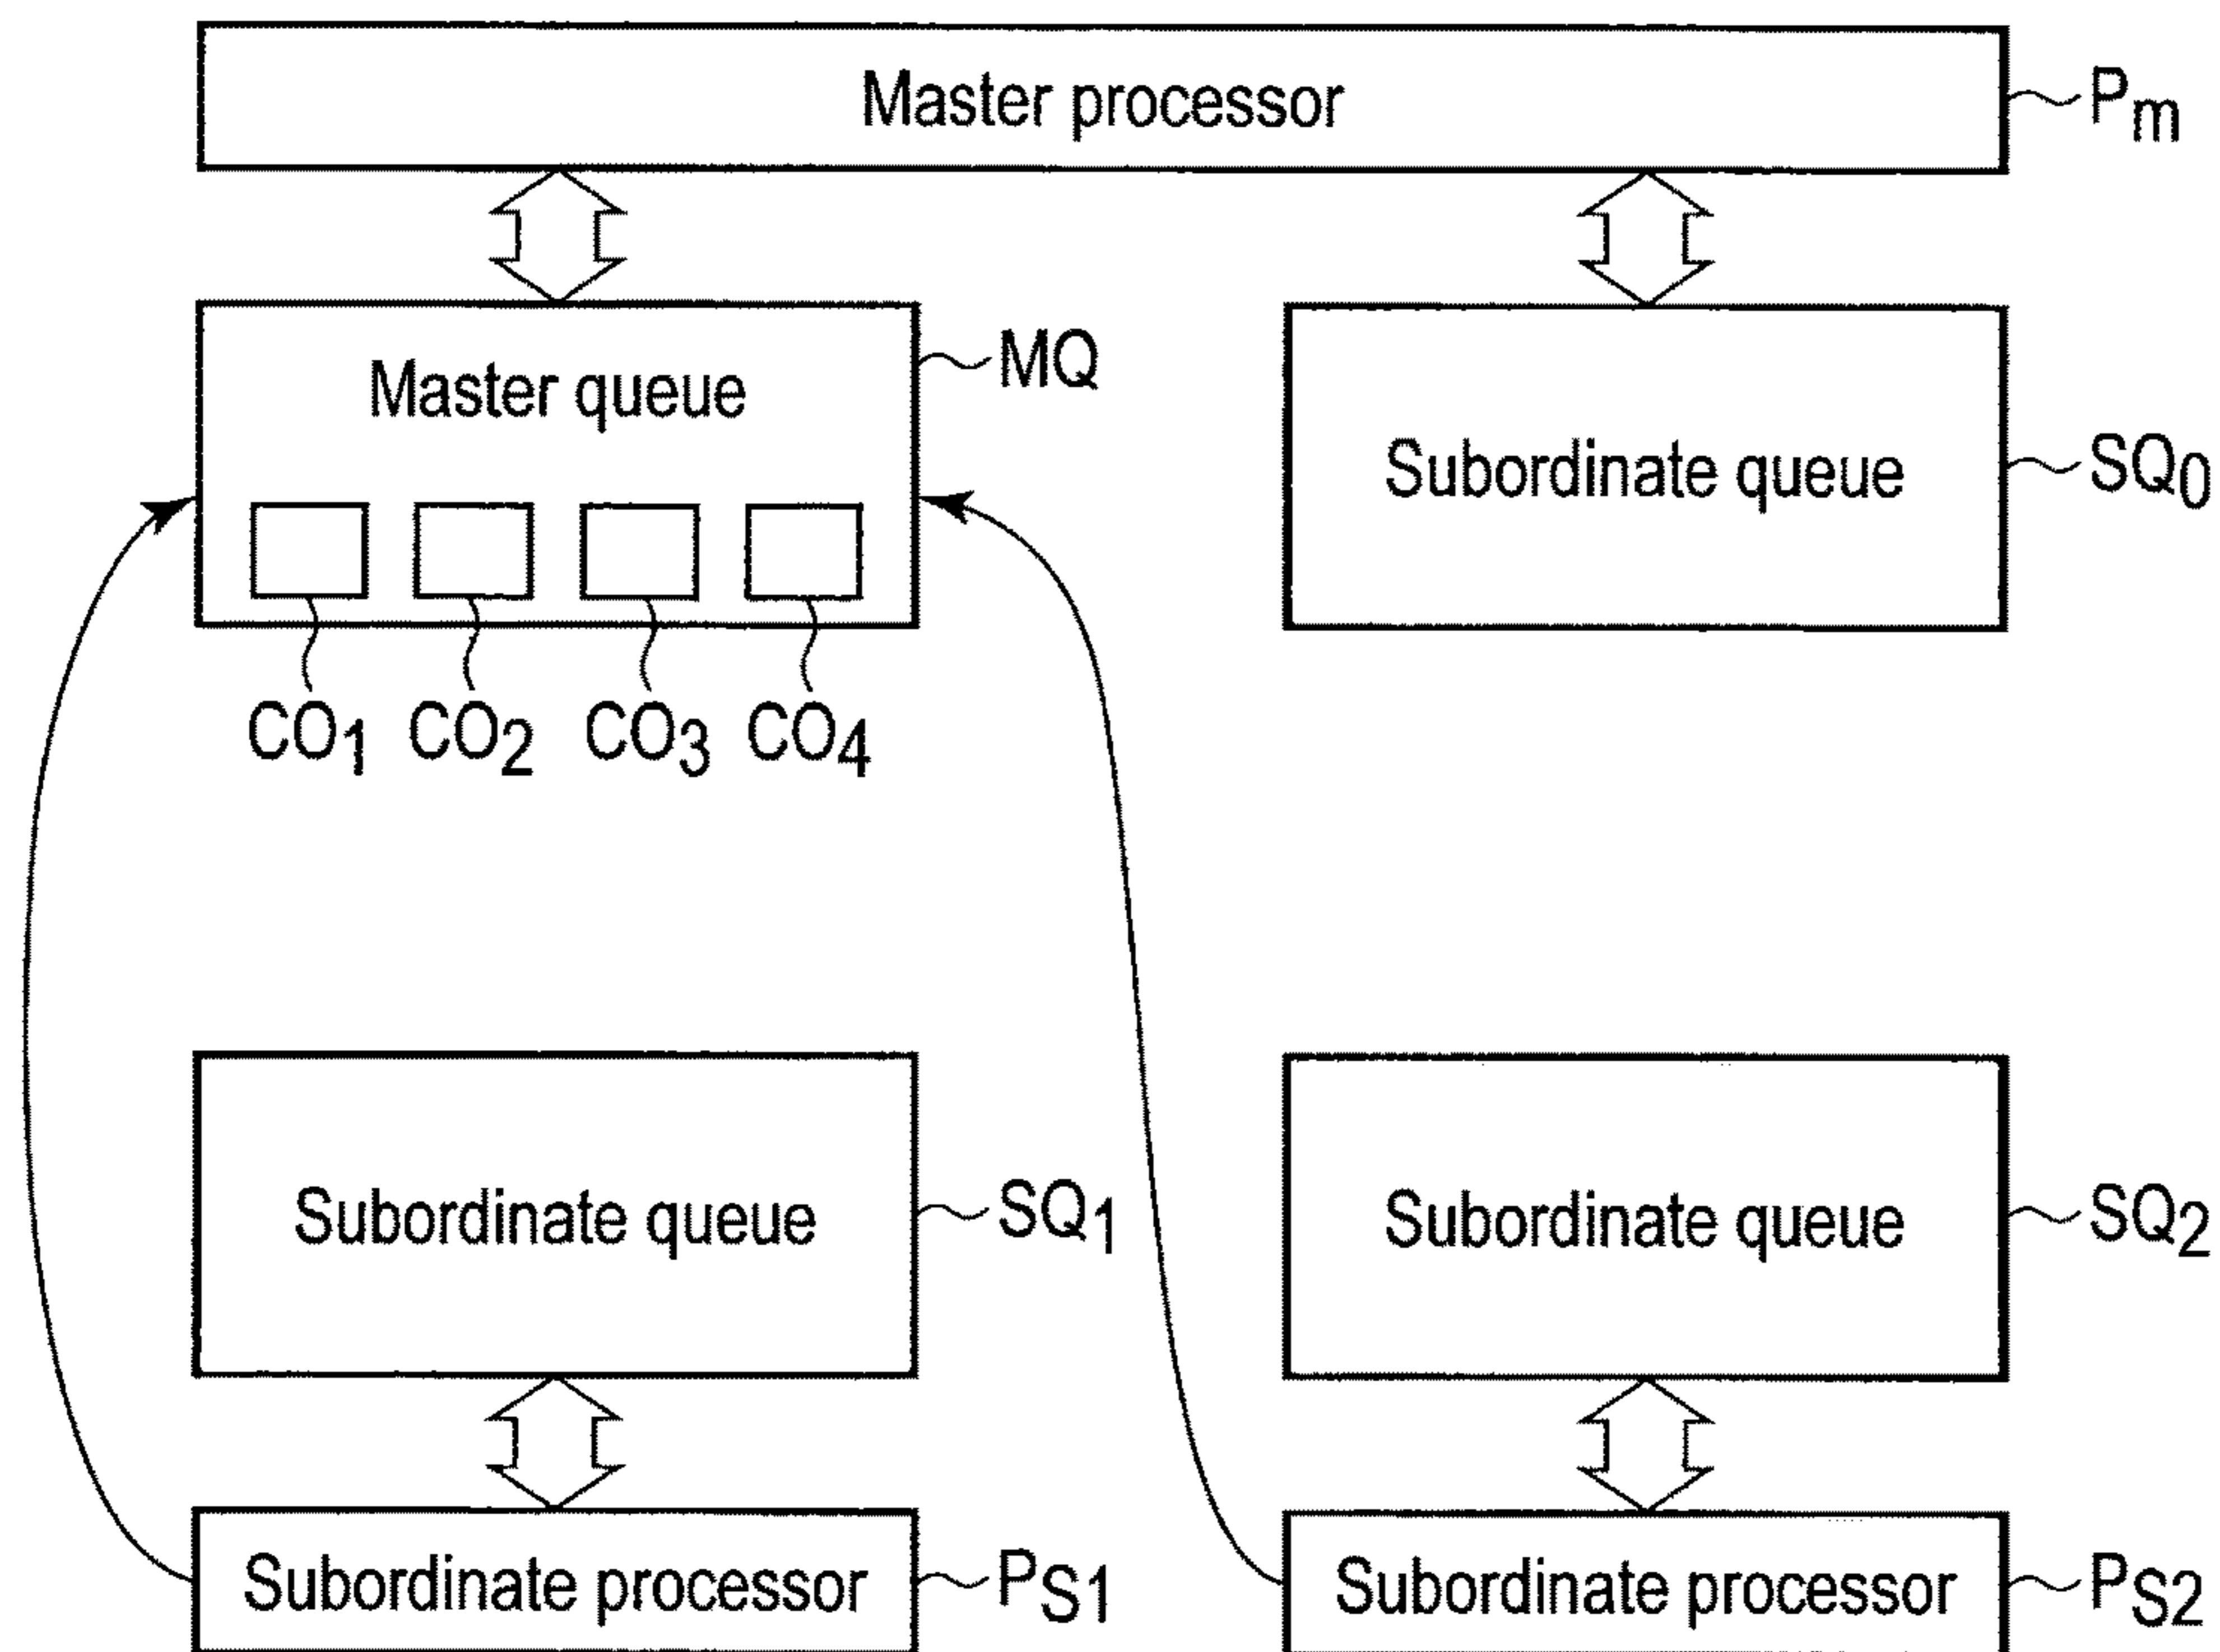 Master processor
Pm
Master queue
MQ
Subordinate queue
SQ0
CO1 CO2 CO3 CO4
Subordinate queue
SQ1
Subordinate queue
SQ2
Subordinate processor
PS1
Subordinate processor
PS2